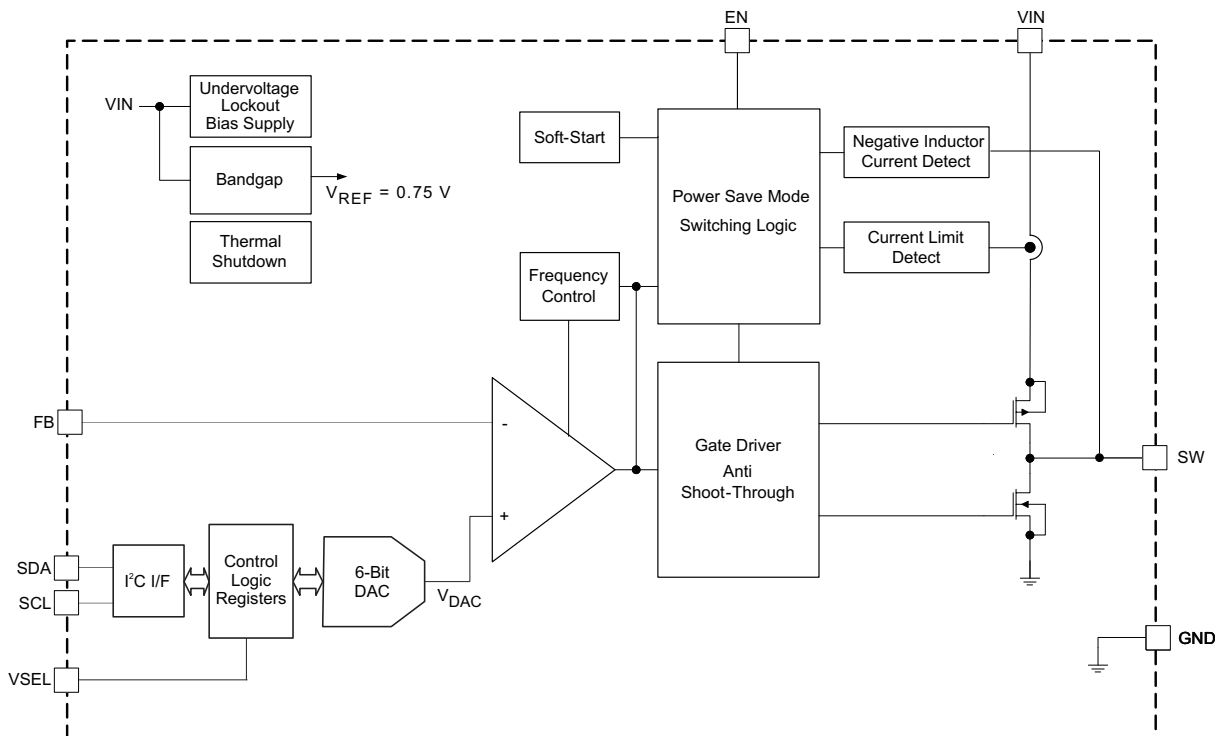 EN
VIN
VIN
Undervoltage
Lockout
Bias Supply
Bandgap
VREF = 0.75 V
Thermal
Shutdown
Soft-Start
Power Save Mode
Switching Logic
Negative Inductor
Current Detect
Current Limit
Detect
Frequency
Control
FB
-
+
Gate Driver
Anti
Shoot-Through
SW
SDA
SCL
I²C I/F
Control
Logic
Registers
6-Bit
DAC
VDAC
VSEL
GND